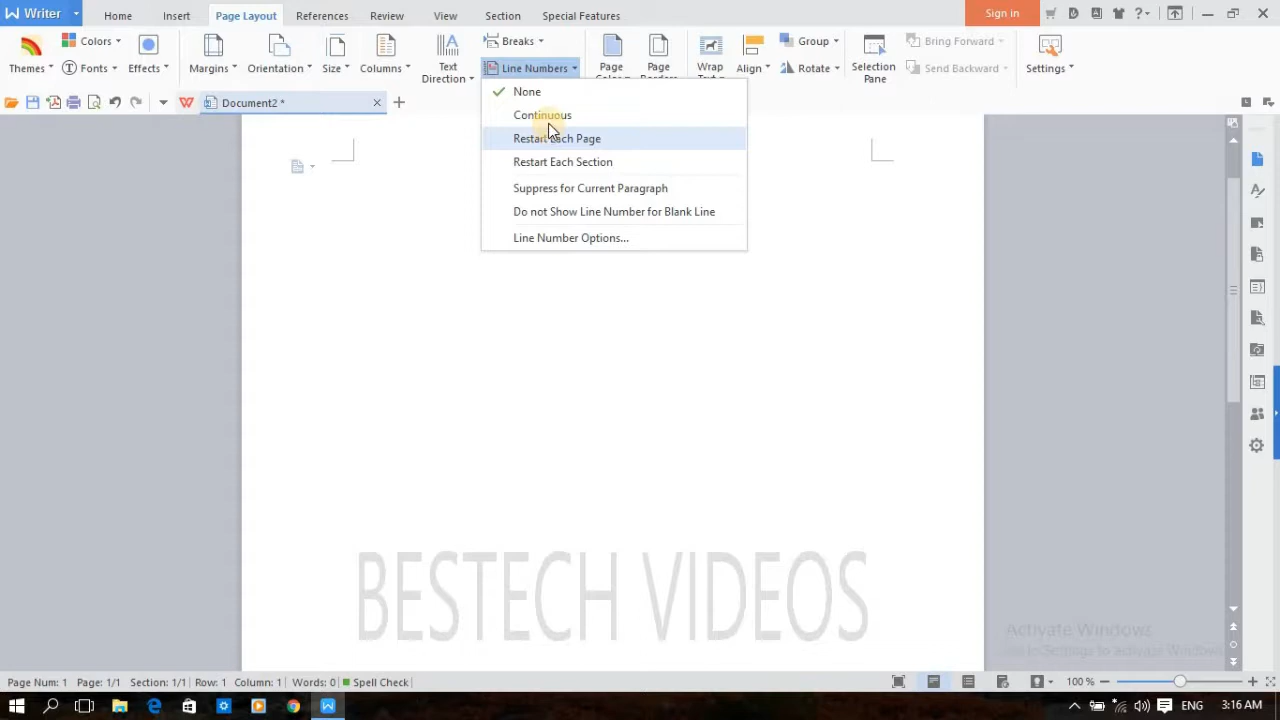 Writer
Home
Insert
Page Layout
References
Review
View
Section
Special Features
Sign in
Themes
Colors
Fonts
Effects
Margins
Orientation
Size
Columns
Text Direction
Breaks
Line Numbers
Page
Page
Wrap
Align
Group
Rotate
Selection Pane
Bring Forward
Send Backward
Settings
Document2 *
None
Continuous
Restart Each Page
Restart Each Section
Suppress for Current Paragraph
Do not Show Line Number for Blank Line
Line Number Options...
BESTECH VIDEOS
Activate Windows
Page Num: 1 Page: 1/1 Section: 1/1 Row: 1 Column: 1 Words: 0 Spell Check
100 %
ENG
3:16 AM